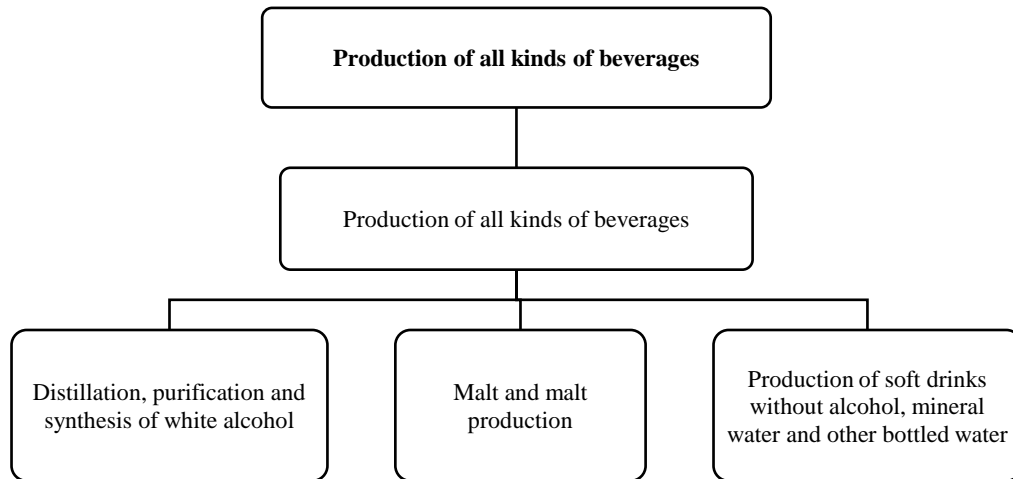 Production of all kinds of beverages
Production of all kinds of beverages
Distillation, purification and
synthesis of white alcohol
Malt and malt
production
Production of soft drinks
without alcohol, mineral
water and other bottled water